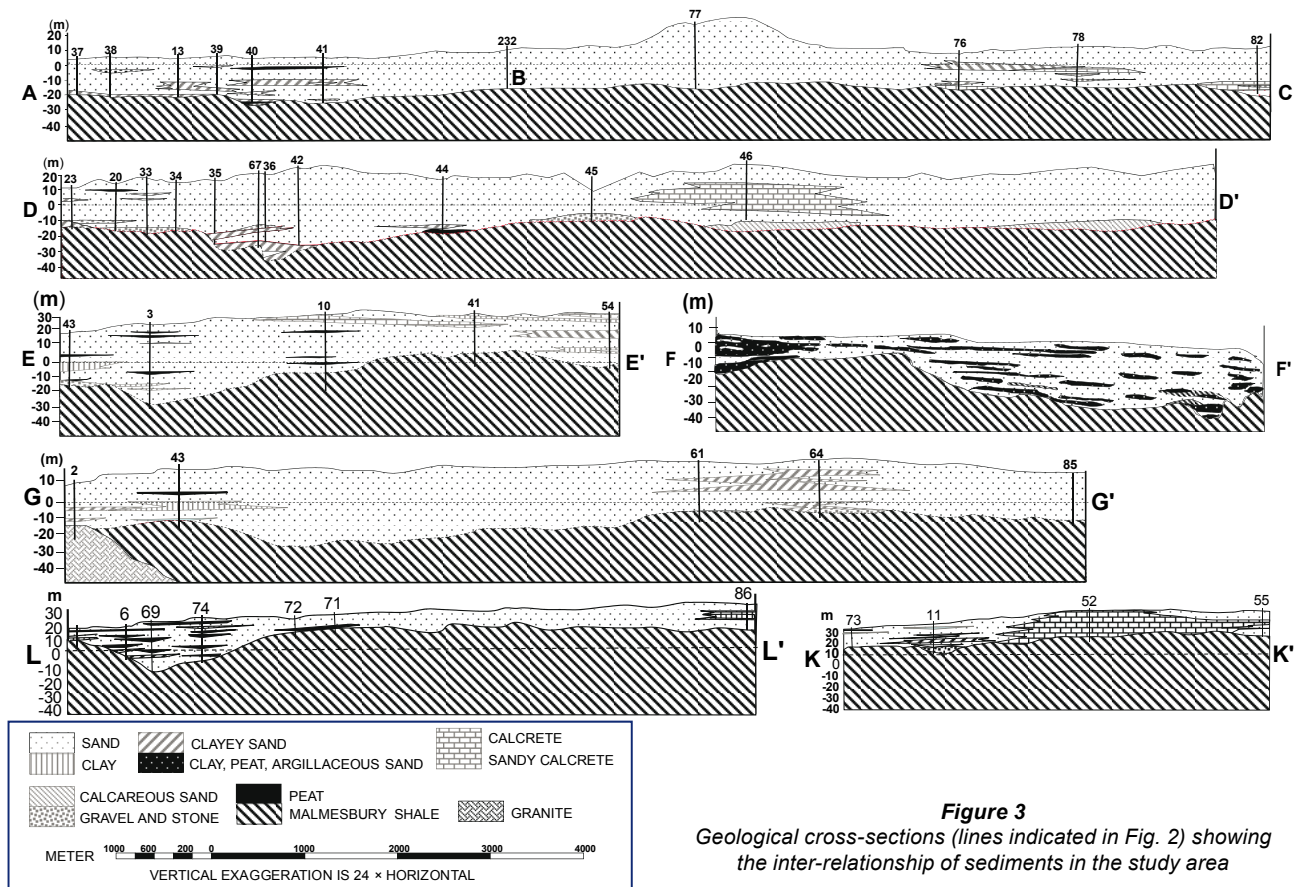 (m)
20
10
0
-10
-20
-30
-40
A
37 38 13 39 40 41 232 77 76 78 82
B
C
(m)
20
10
0
-10
-20
-30
-40
D
23 20 33 34 35 67 36 42 44 45 46
D'
(m)
30
20
10
0
-10
-20
-30
-40
E
43 3 10 41 54
E'
(m)
10
0
-10
-20
-30
-40
F
F'
(m)
10
0
-10
-20
-30
-40
G
2 43 61 64 85
G'
m
30
20
10
0
-10
-20
-30
-40
L
6 69 74 72 71 86
L'
m
30
20
10
0
-10
-20
-30
-40
K
73 11 52 55
K'
SAND
CLAY
CLAYEY SAND
CLAY, PEAT, ARGILLACEOUS SAND
CALCRETE
SANDY CALCRETE
CALCAREOUS SAND
GRAVEL AND STONE
PEAT
MALMESBURY SHALE
GRANITE
METER 1000 600 200 0 1000 2000 3000 4000
VERTICAL EXAGGERATION IS 24 × HORIZONTAL
Figure 3
Geological cross-sections (lines indicated in Fig. 2) showing
the inter-relationship of sediments in the study area